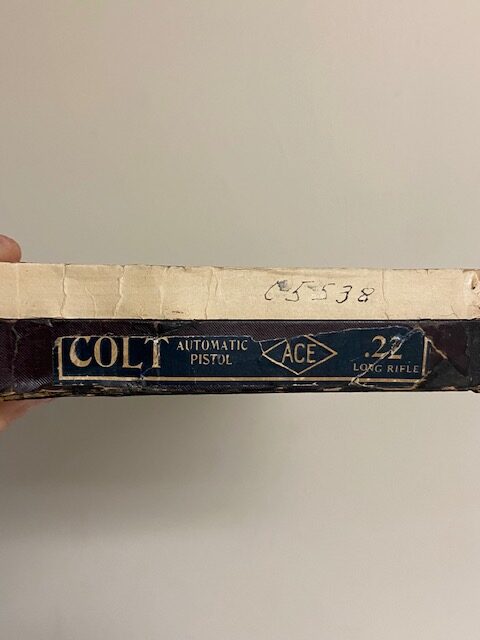 C5538
COLT AUTOMATIC PISTOL ACE .22 LONG RIFLE